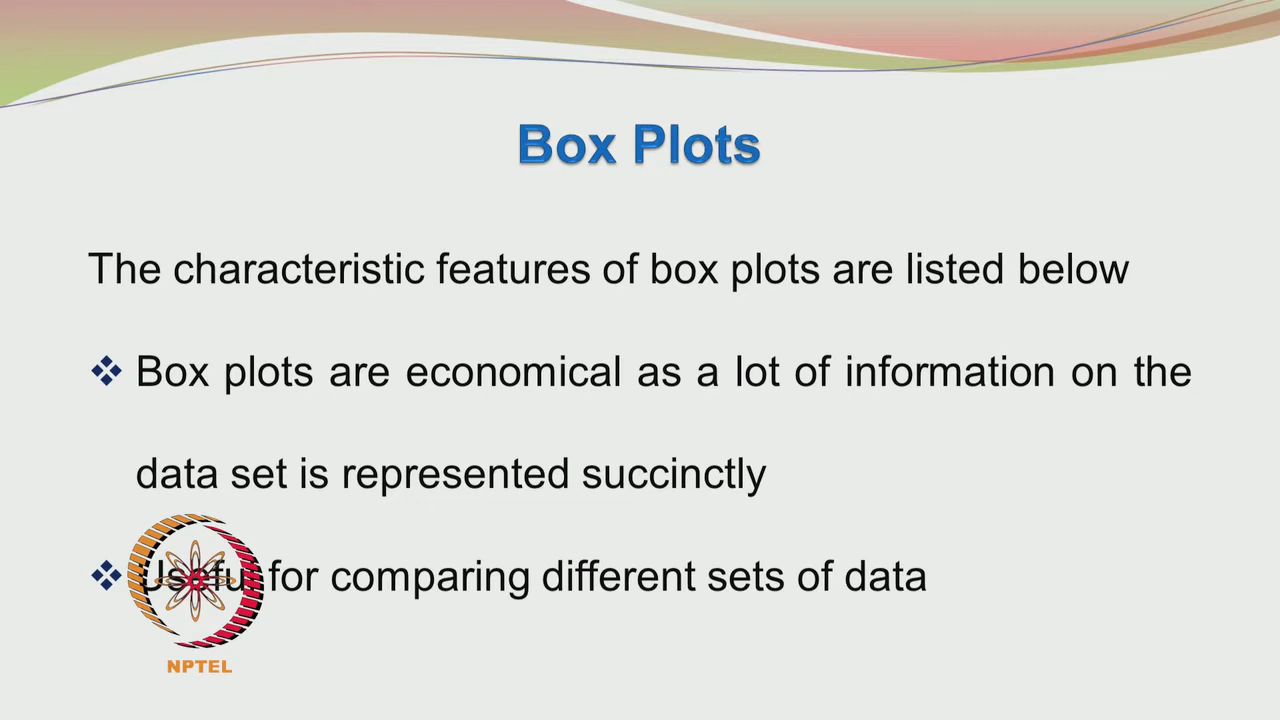 Box Plots
The characteristic features of box plots are listed below
❖ Box plots are economical as a lot of information on the
data set is represented succinctly
❖ Useful for comparing different sets of data
NPTEL